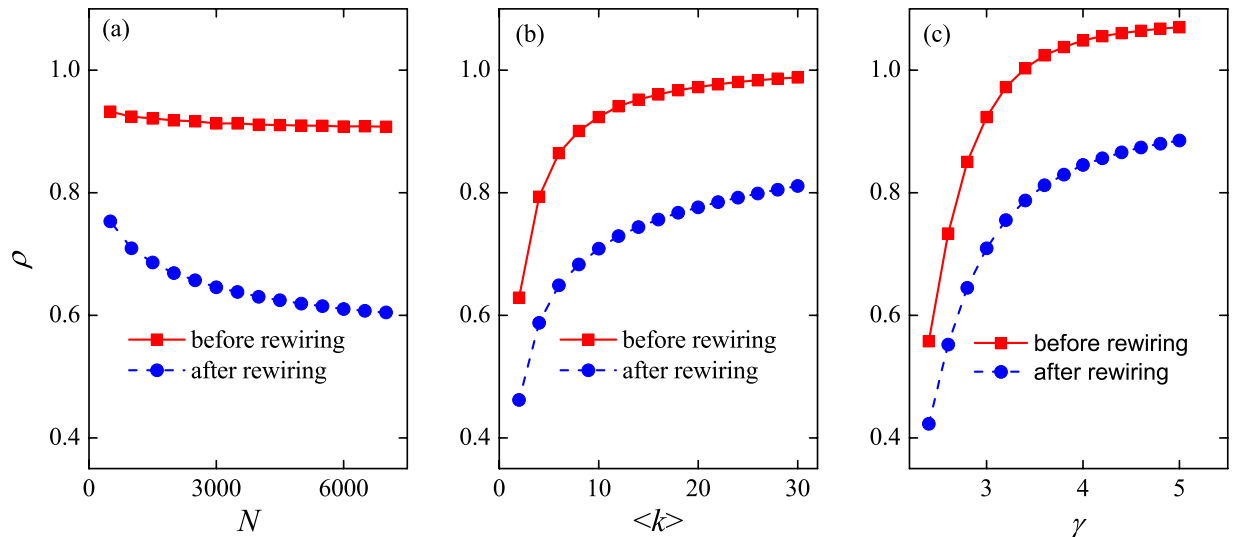 (a)
(b)
(c)
1.0
1.0
1.0
0.8
0.8
0.8
ρ
0.6
0.6
0.6
before rewiring
after rewiring
before rewiring
after rewiring
before rewiring
after rewiring
0.4
0.4
0.4
0
3000
6000
0
10
20
30
3
4
5
N
<k>
γ